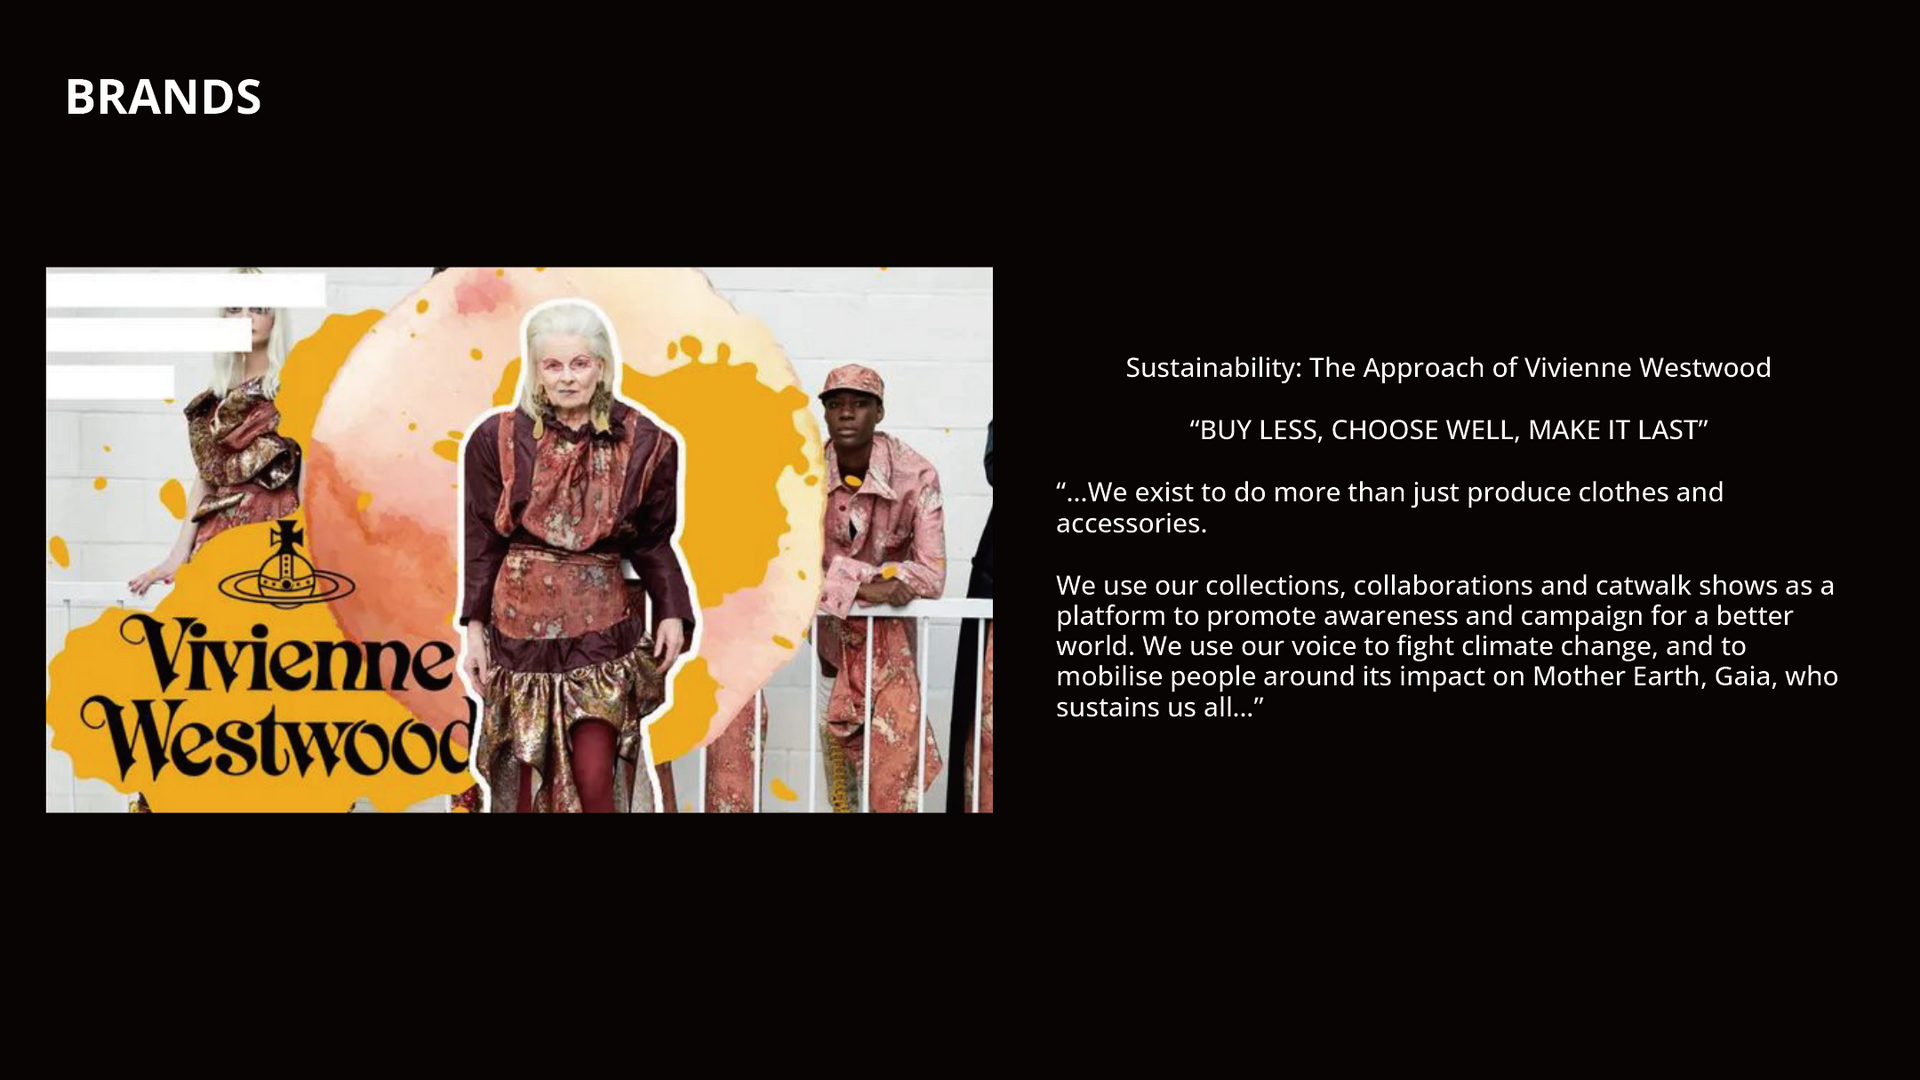 BRANDS
Vivienne
Westwood
Sustainability: The Approach of Vivienne Westwood
“BUY LESS, CHOOSE WELL, MAKE IT LAST”
“...We exist to do more than just produce clothes and
accessories.
We use our collections, collaborations and catwalk shows as a
platform to promote awareness and campaign for a better
world. We use our voice to fight climate change, and to
mobilise people around its impact on Mother Earth, Gaia, who
sustains us all...”